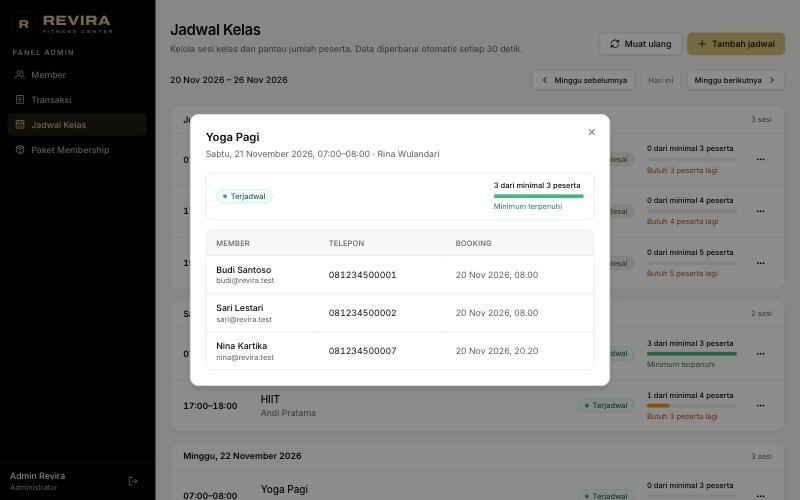 R REVIRA
FITNESS CENTER
PANEL ADMIN
Member
Transaksi
Jadwal Kelas
Paket Membership
Admin Revira
Administrator
Jadwal Kelas
Kelola sesi kelas dan pantau jumlah peserta. Data diperbarui otomatis setiap 30 detik.
Muat ulang
Tambah jadwal
20 Nov 2026 – 26 Nov 2026
Minggu sebelumnya
Hari ini
Minggu berikutnya
3 sesi
0 dari minimal 3 peserta
Butuh 3 peserta lagi
0 dari minimal 4 peserta
Butuh 4 peserta lagi
0 dari minimal 5 peserta
Butuh 5 peserta lagi
2 sesi
3 dari minimal 3 peserta
Minimum terpenuhi
Yoga Pagi
Sabtu, 21 November 2026, 07:00–08:00 · Rina Wulandari
Terjadwal
3 dari minimal 3 peserta
Minimum terpenuhi
MEMBER TELEPON BOOKING
Budi Santoso 081234500001 20 Nov 2026, 08.00
budi@revira.test
Sari Lestari 081234500002 20 Nov 2026, 08.00
sari@revira.test
Nina Kartika 081234500007 20 Nov 2026, 20.20
nina@revira.test
17:00–18:00 HIIT Terjadwal 1 dari minimal 4 peserta
Andi Pratama Butuh 3 peserta lagi
Minggu, 22 November 2026 3 sesi
07:00–08:00 Yoga Pagi Terjadwal 0 dari minimal 3 peserta